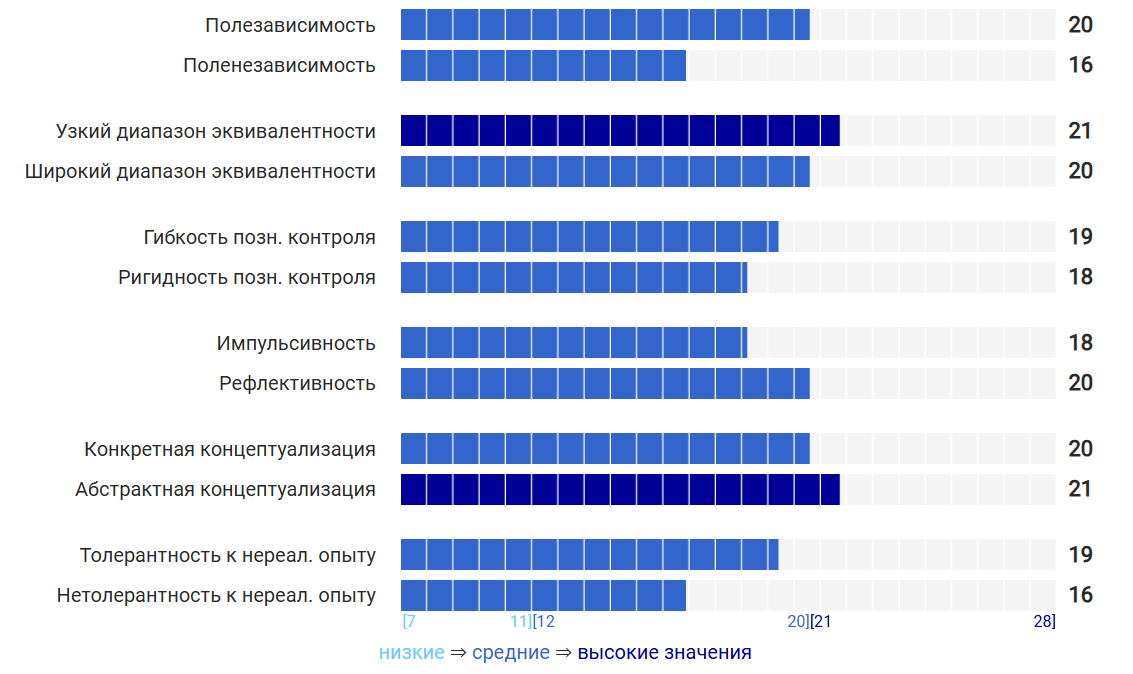 Полезависимость 20
Поленезависимость 16
Узкий диапазон эквивалентности 21
Широкий диапазон эквивалентности 20
Гибкость позн. контроля 19
Ригидность позн. контроля 18
Импульсивность 18
Рефлективность 20
Конкретная концептуализация 20
Абстрактная концептуализация 21
Толерантность к нереал. опыту 19
Нетолерантность к нереал. опыту 16
[7 11][12 20][21 28]
низкие ⇒ средние ⇒ высокие значения